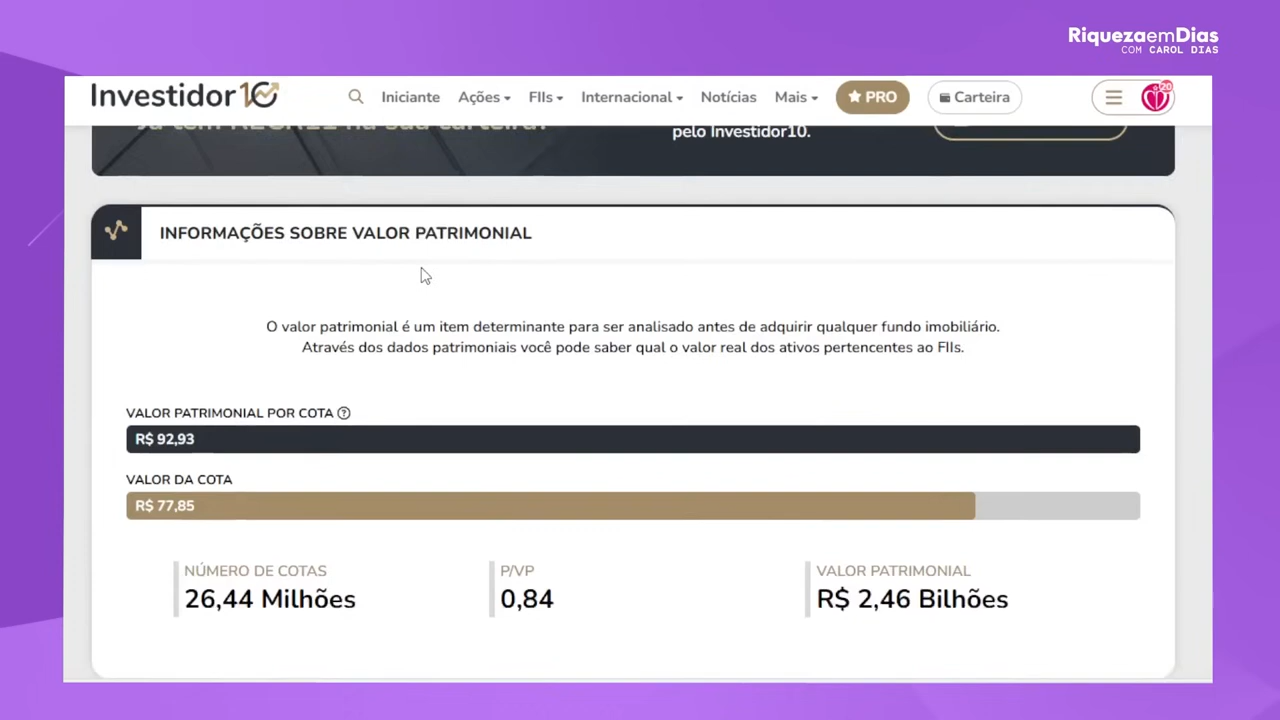 RiquezaemDias
COM CAROL DIAS
Investidor10
Iniciante Ações FIIs Internacional Notícias Mais PRO Carteira
20
na sua carteira?
pelo Investidor10.
INFORMAÇÕES SOBRE VALOR PATRIMONIAL
O valor patrimonial é um item determinante para ser analisado antes de adquirir qualquer fundo imobiliário.
Através dos dados patrimoniais você pode saber qual o valor real dos ativos pertencentes ao FIIs.
VALOR PATRIMONIAL POR COTA ?
R$ 92,93
VALOR DA COTA
R$ 77,85
NÚMERO DE COTAS P/VP VALOR PATRIMONIAL
26,44 Milhões 0,84 R$ 2,46 Bilhões